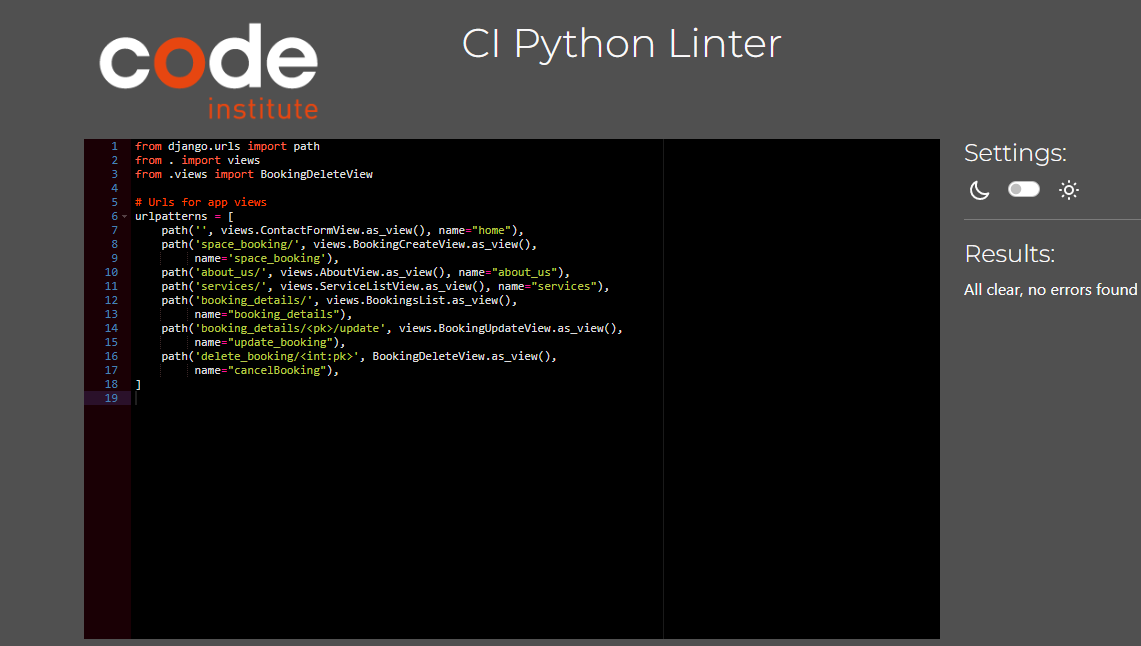 code
institute
CI Python Linter
1 from django.urls import path
2 from . import views
3 from .views import BookingDeleteView
4
5 # Urls for app views
6 urlpatterns = [
7     path('', views.ContactFormView.as_view(), name="home"),
8     path('space_booking/', views.BookingCreateView.as_view(),
9          name='space_booking'),
10     path('about_us/', views.AboutView.as_view(), name="about_us"),
11     path('services/', views.ServiceListView.as_view(), name="services"),
12     path('booking_details/', views.BookingsList.as_view(),
13          name="booking_details"),
14     path('booking_details/<pk>/update', views.BookingUpdateView.as_view(),
15          name="update_booking"),
16     path('delete_booking/<int:pk>', BookingDeleteView.as_view(),
17          name="cancelBooking"),
18 ]
19
Settings:
Results:
All clear, no errors found